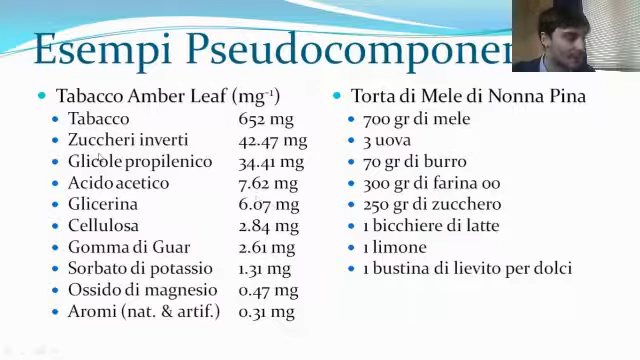 Esempi Pseudocomponen
Tabacco Amber Leaf (mg-1)
Tabacco 652 mg
Zuccheri inverti 42.47 mg
Glicole propilenico 34.41 mg
Acido acetico 7.62 mg
Glicerina 6.07 mg
Cellulosa 2.84 mg
Gomma di Guar 2.61 mg
Sorbato di potassio 1.31 mg
Ossido di magnesio 0.47 mg
Aromi (nat. & artif.) 0.31 mg
Torta di Mele di Nonna Pina
700 gr di mele
3 uova
70 gr di burro
300 gr di farina 00
250 gr di zucchero
1 bicchiere di latte
1 limone
1 bustina di lievito per dolci